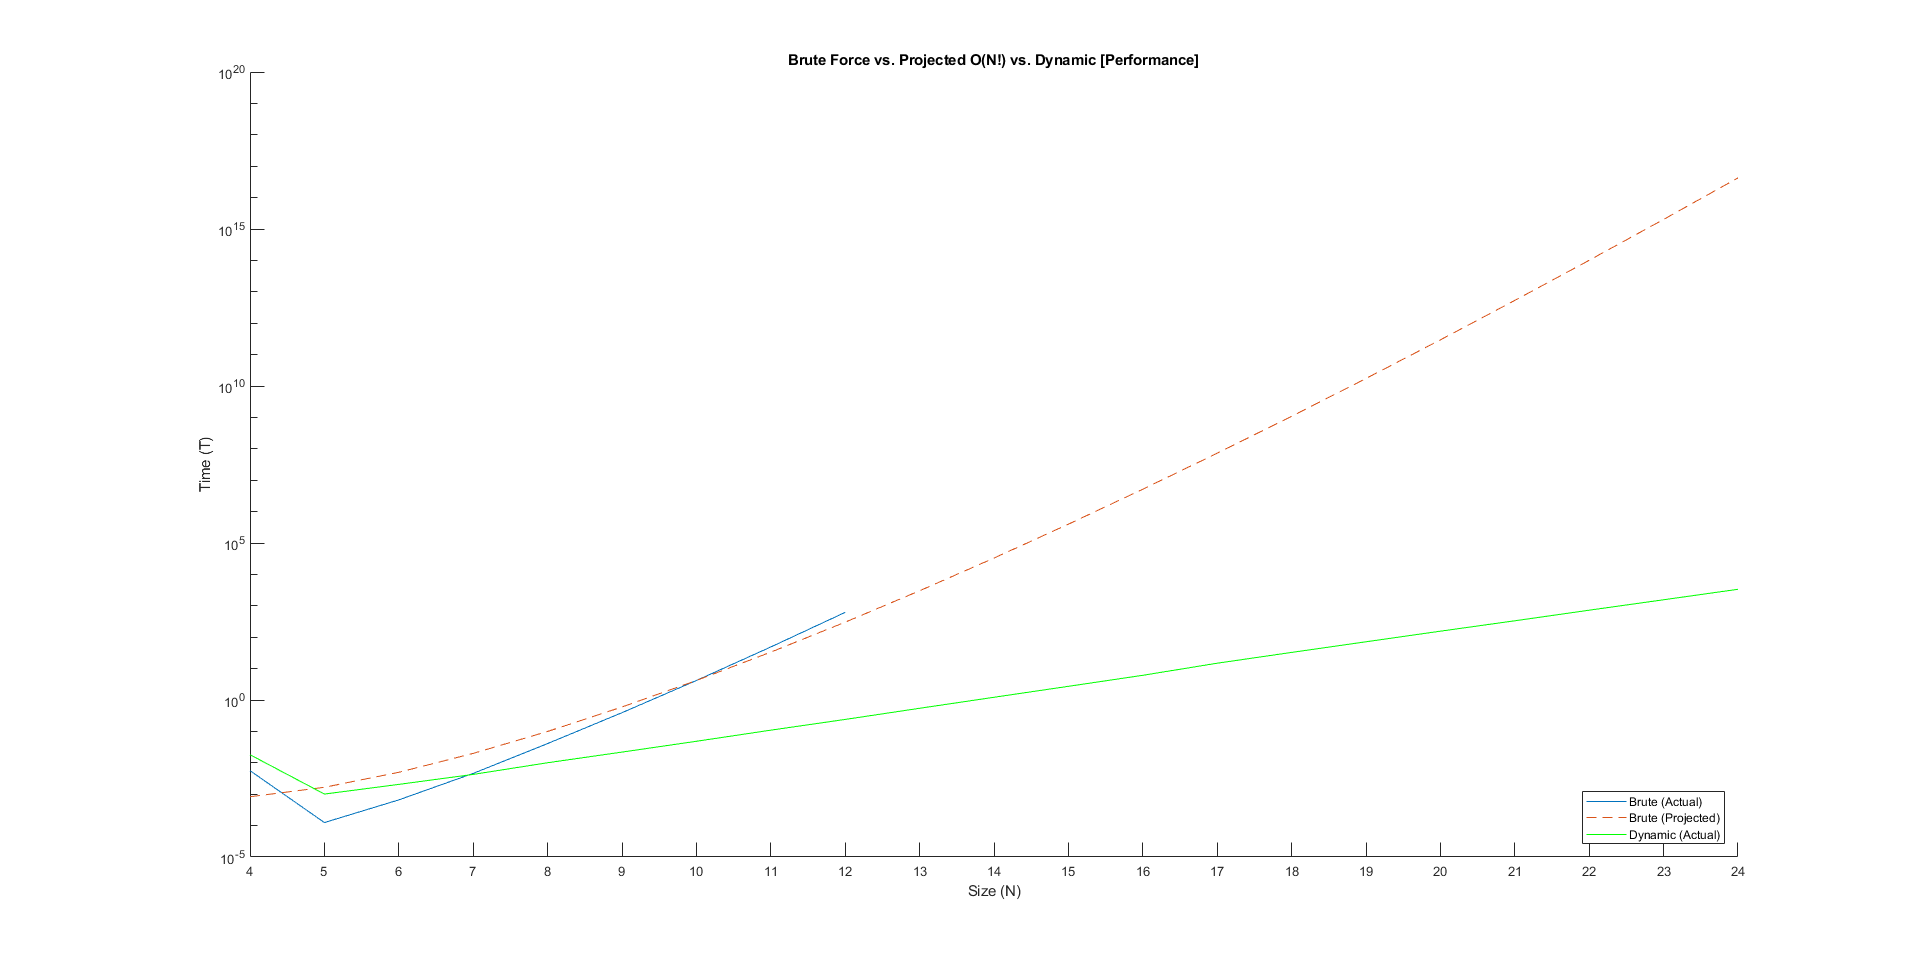 Brute Force vs. Projected O(N!) vs. Dynamic [Performance]
10^20
10^15
10^10
10^5
10^0
10^-5
Time (T)
4 5 6 7 8 9 10 11 12 13 14 15 16 17 18 19 20 21 22 23 24
Size (N)
Brute (Actual)
Brute (Projected)
Dynamic (Actual)